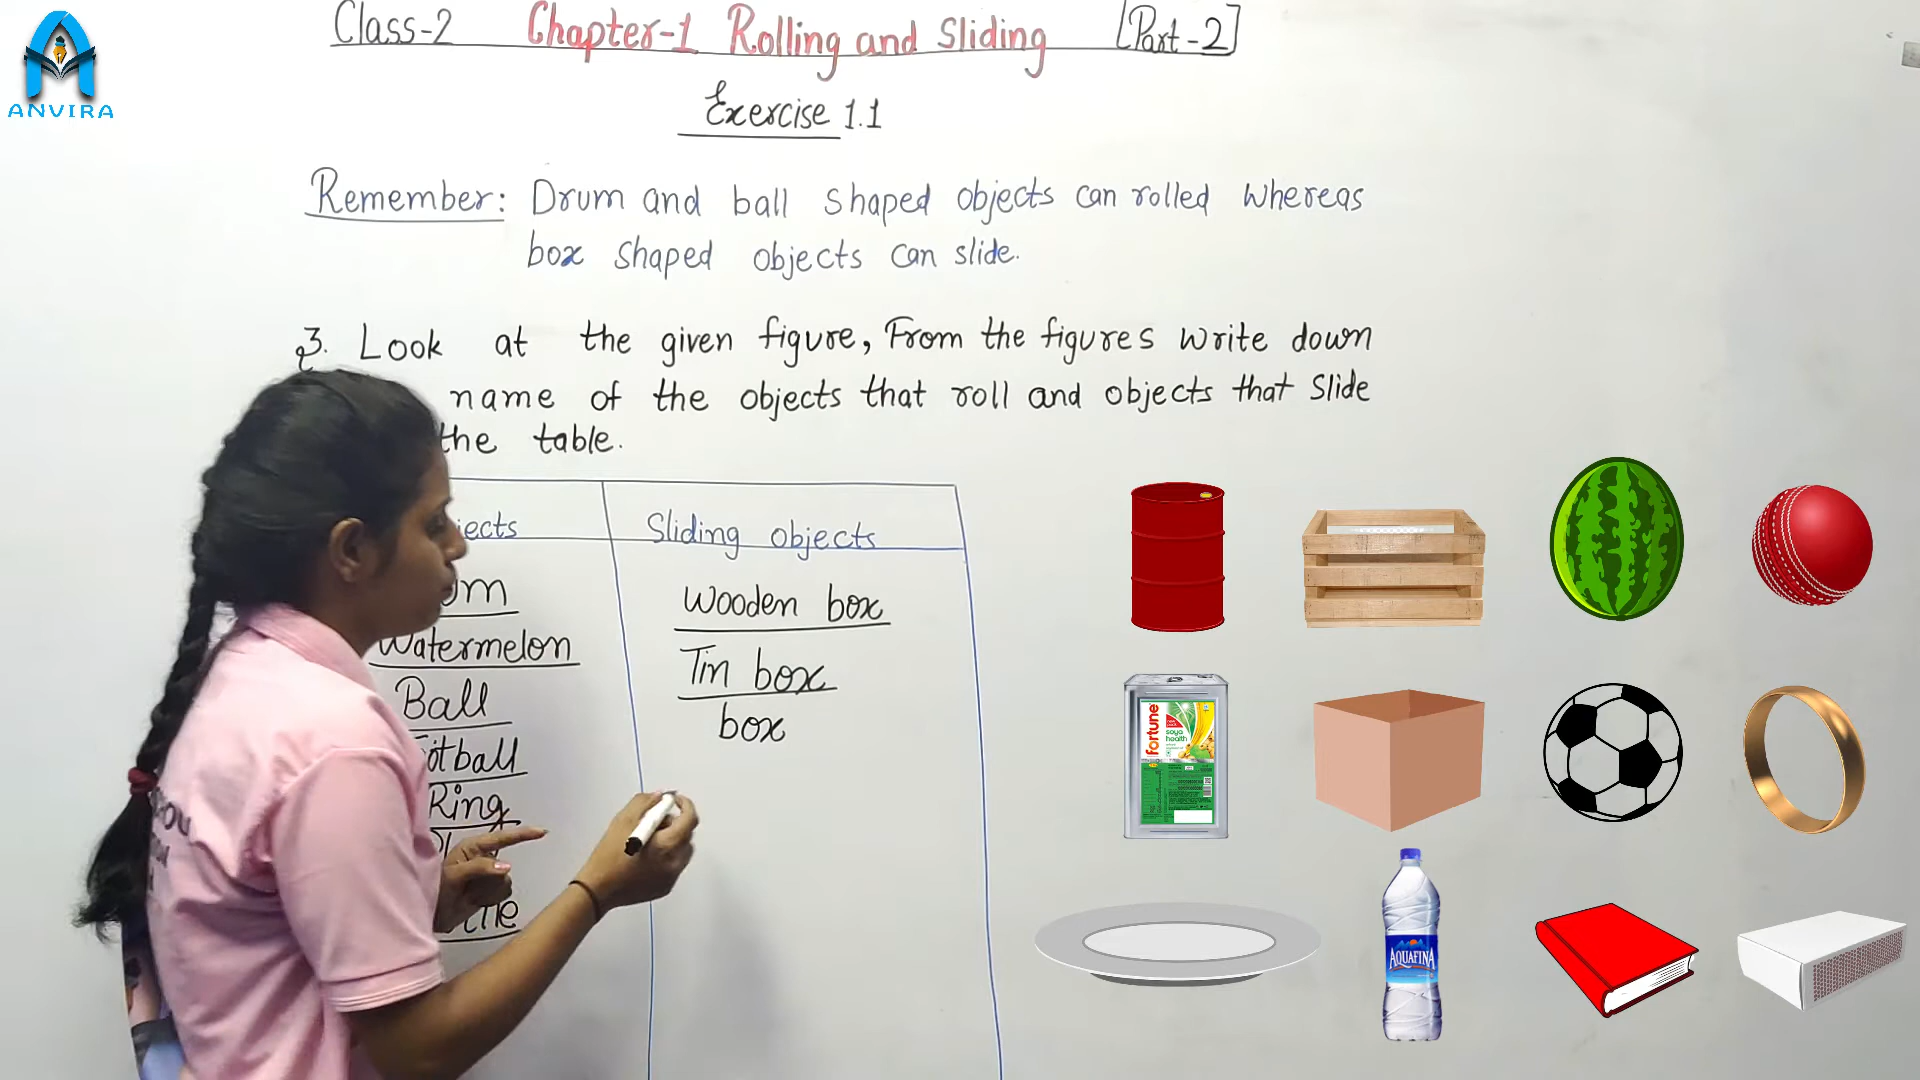 ANVIRA
Class-2 Chapter-1 Rolling and Sliding [Part-2]
Exercise 1.1
Remember: Drum and ball shaped objects can rolled whereas
box shaped objects can slide.
Q3. Look at the given figure, From the figures write down
name of the objects that roll and objects that slide
the table.
Sliding objects
Wooden box
Watermelon
Tin box
Ball
box
Ring
fortune
soya
health
AQUAFINA